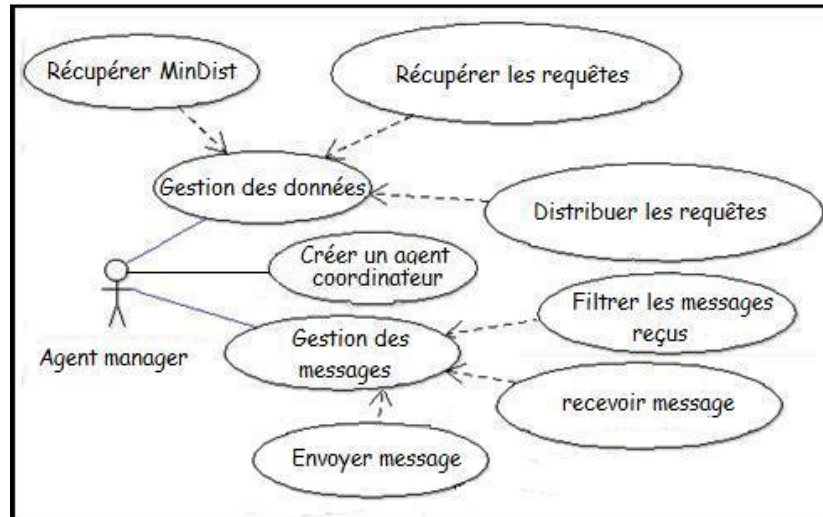 Récupérer MinDist
Récupérer les requêtes
Gestion des données
Distribuer les requêtes
Créer un agent
coordinateur
Filtrer les messages
reçus
Gestion des
messages
Agent manager
recevoir message
Envoyer message